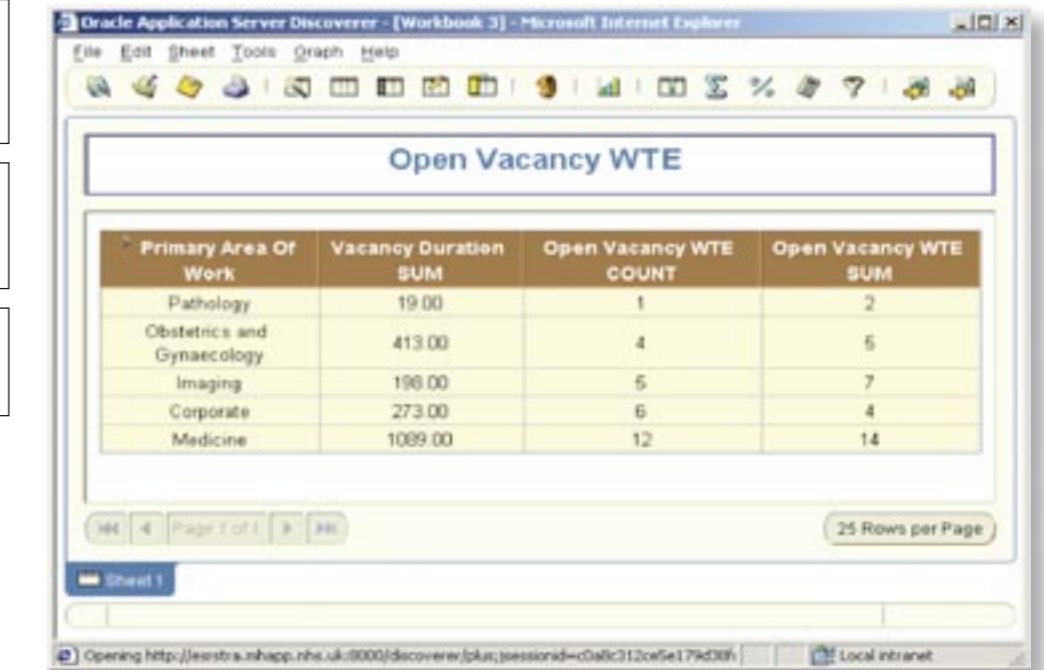 Oracle Application Server Discoverer - [Workbook 3] - Microsoft Internet Explorer
File Edit Sheet Tools Graph Help
Open Vacancy WTE
Primary Area Of Work Vacancy Duration SUM Open Vacancy WTE COUNT Open Vacancy WTE SUM
Pathology 19.00 1 2
Obstetrics and Gynaecology 413.00 4 5
Imaging 198.00 5 7
Corporate 273.00 6 4
Medicine 1089.00 12 14
Page 1 of 1
25 Rows per Page
Sheet 1
Opening Local intranet